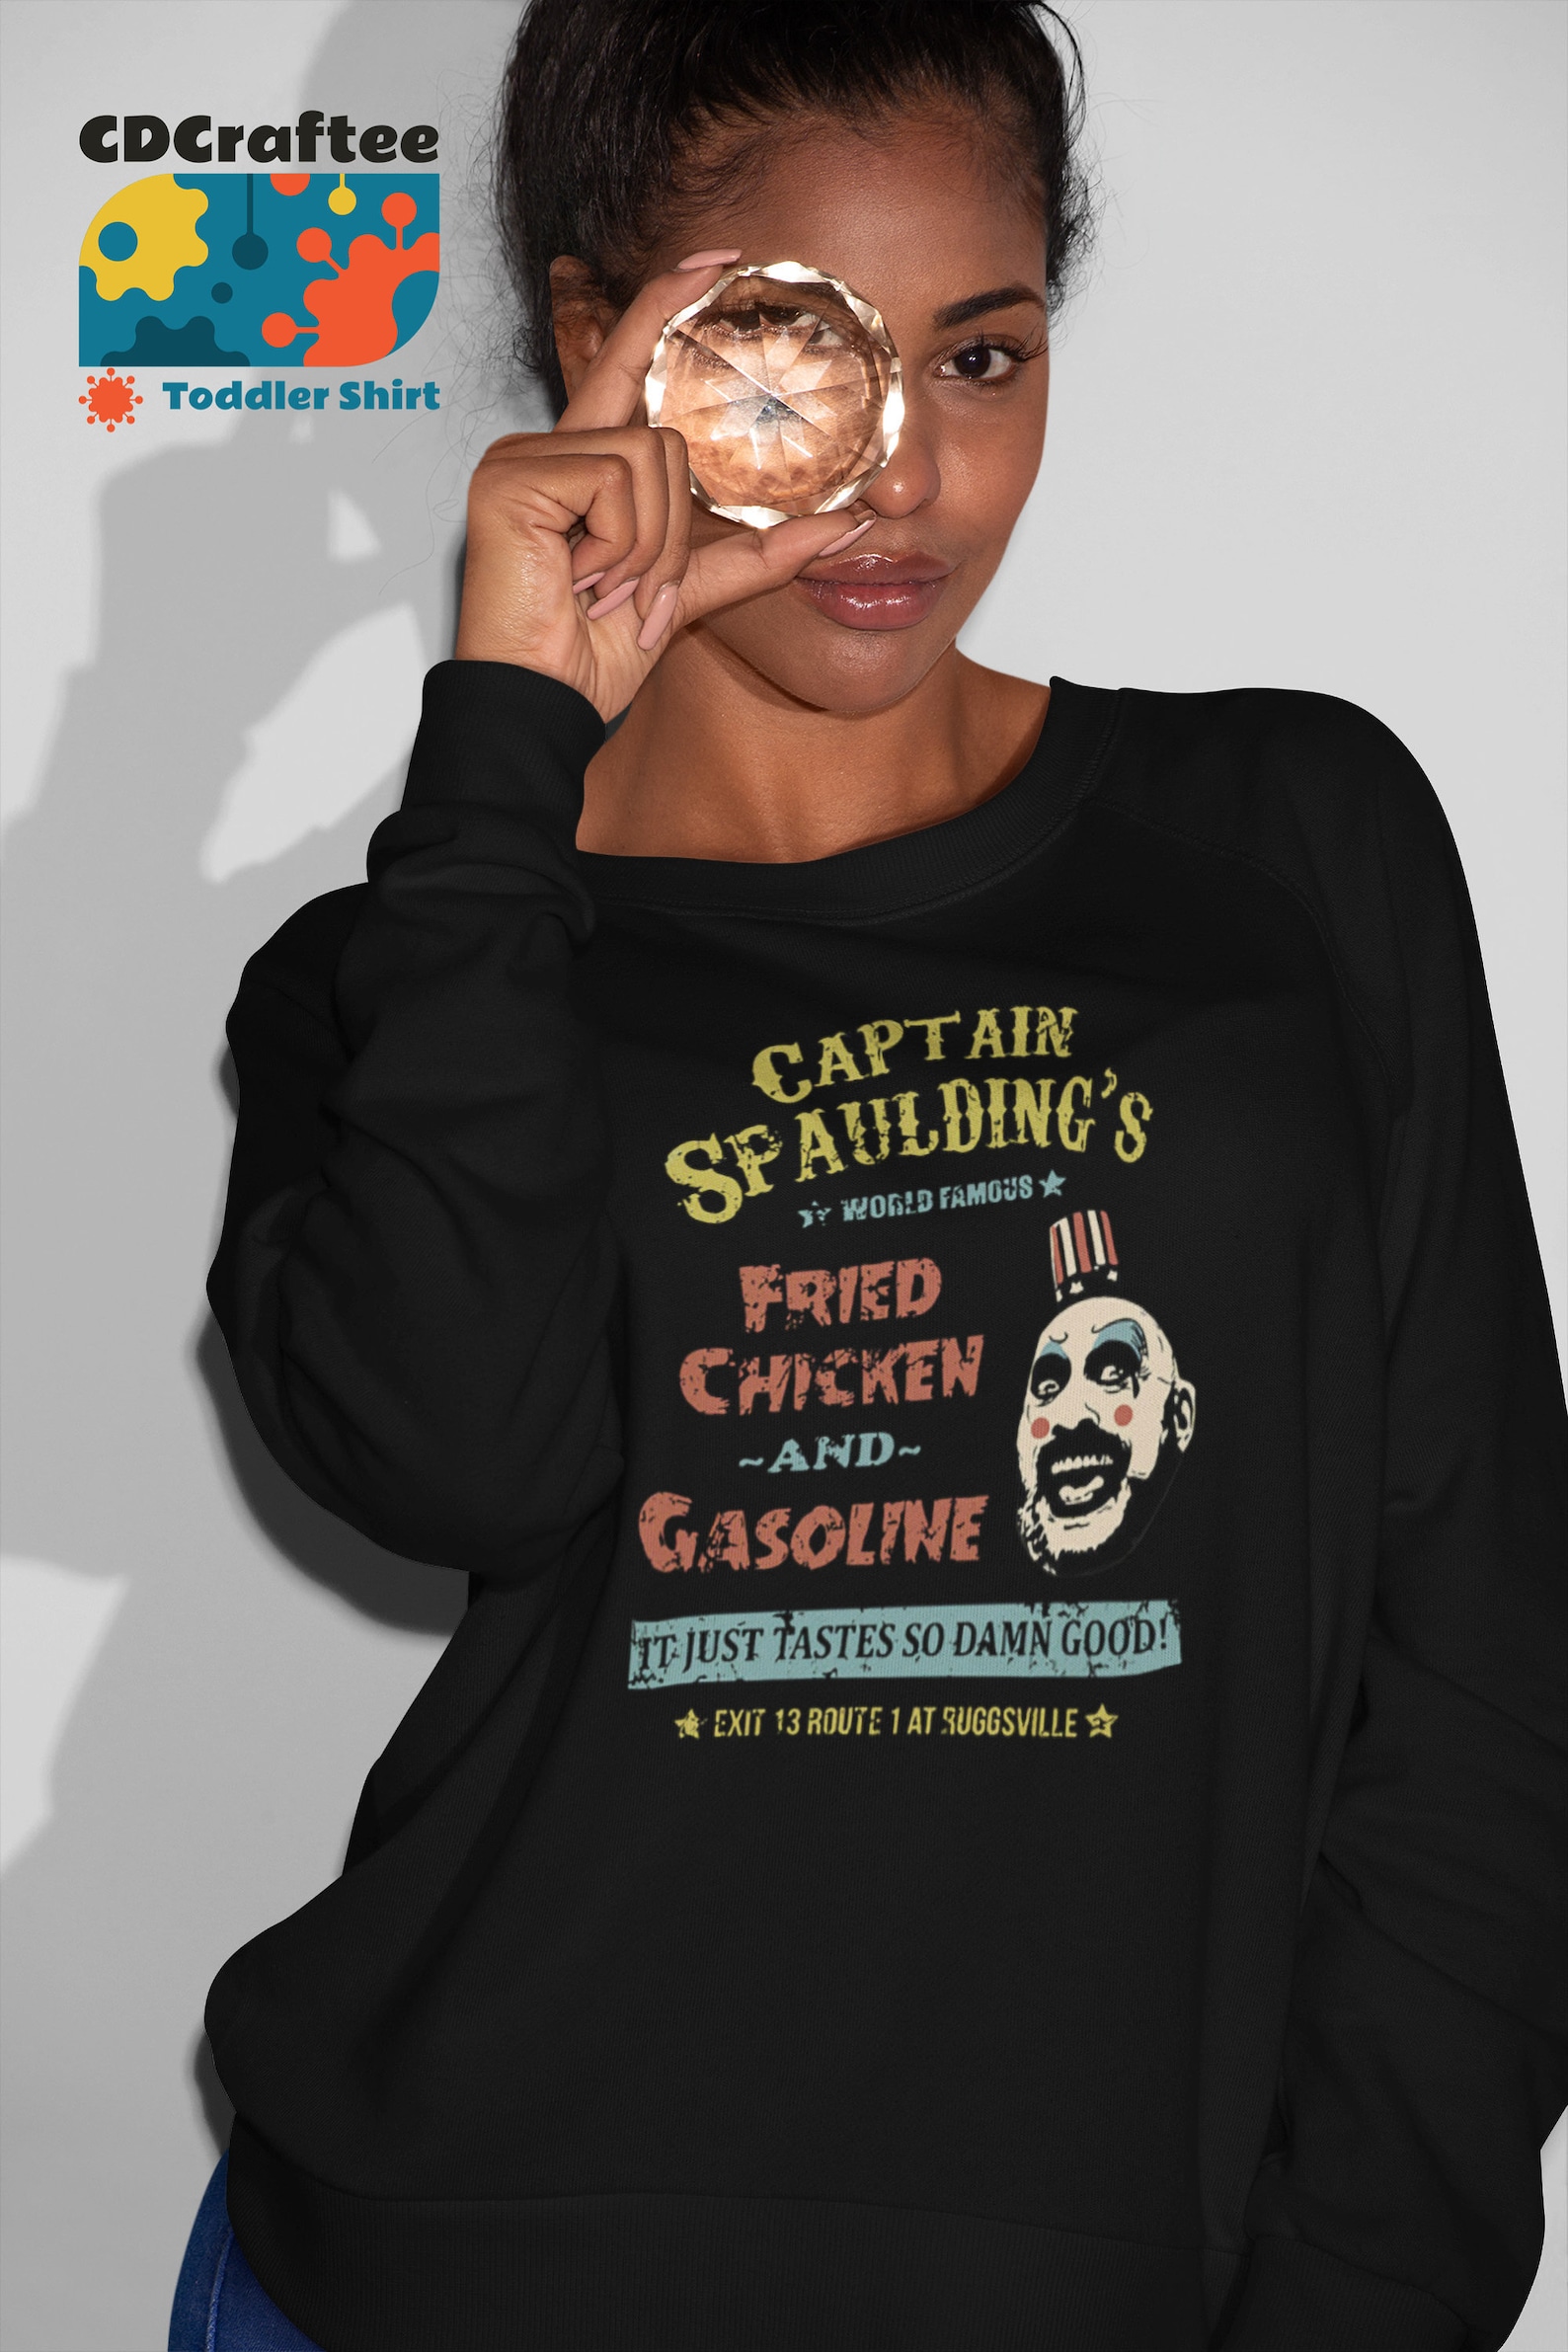 CDCraftee
Toddler Shirt
CAPTAIN
SPAULDING'S
WORLD FAMOUS
FRIED
CHICKEN
~AND~
GASOLINE
IT JUST TASTES SO DAMN GOOD!
EXIT 13 ROUTE 1 AT RUGGSVILLE